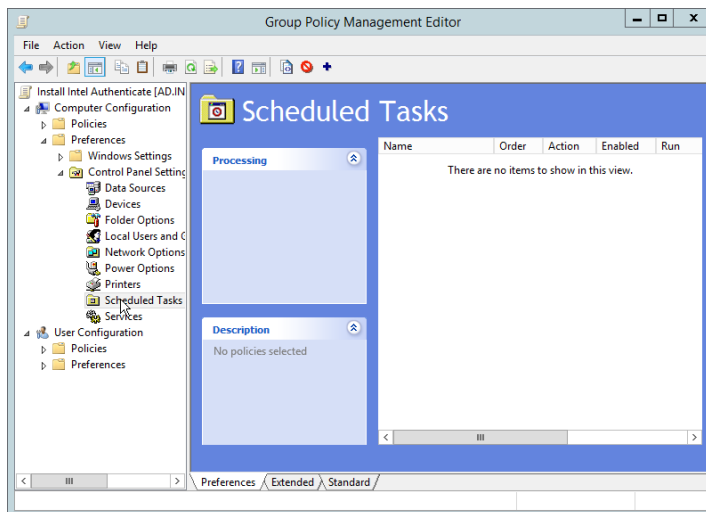 Group Policy Management Editor
File Action View Help
Install Intel Authenticate [AD.IN
Computer Configuration
Policies
Preferences
Windows Settings
Control Panel Setting
Data Sources
Devices
Folder Options
Local Users and G
Network Options
Power Options
Printers
Scheduled Tasks
Services
User Configuration
Policies
Preferences
Scheduled Tasks
Processing
Description
No policies selected
Name Order Action Enabled Run
There are no items to show in this view.
Preferences Extended Standard